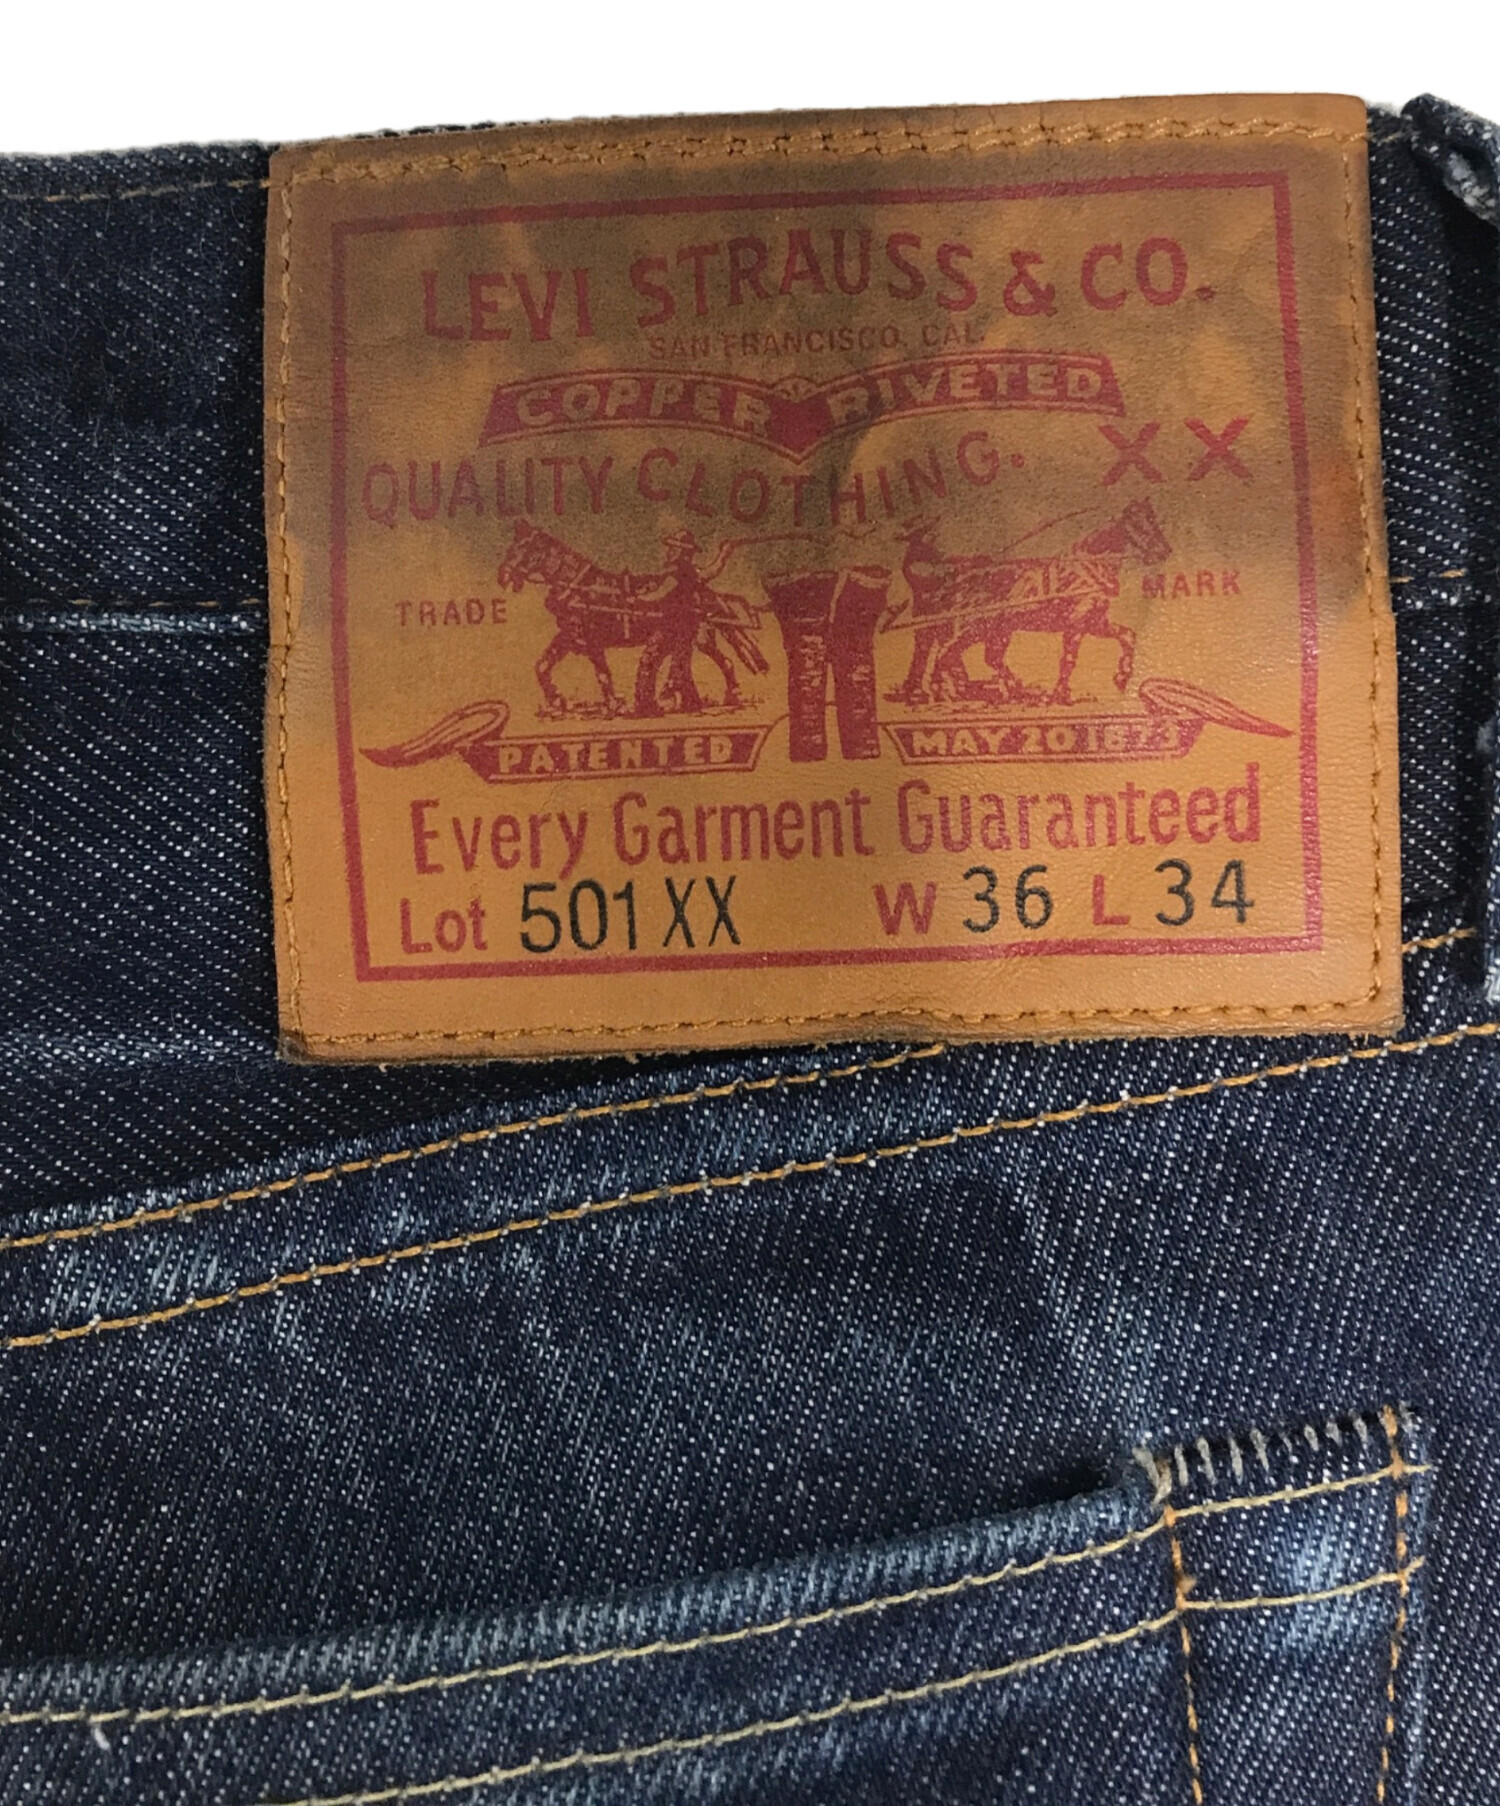 LEVI STRAUSS & CO.
SAN FRANCISCO, CAL.
COPPER RIVETED
QUALITY CLOTHING. XX
TRADE MARK
PATENTED MAY 20 1873
Every Garment Guaranteed
Lot 501XX W 36 L 34